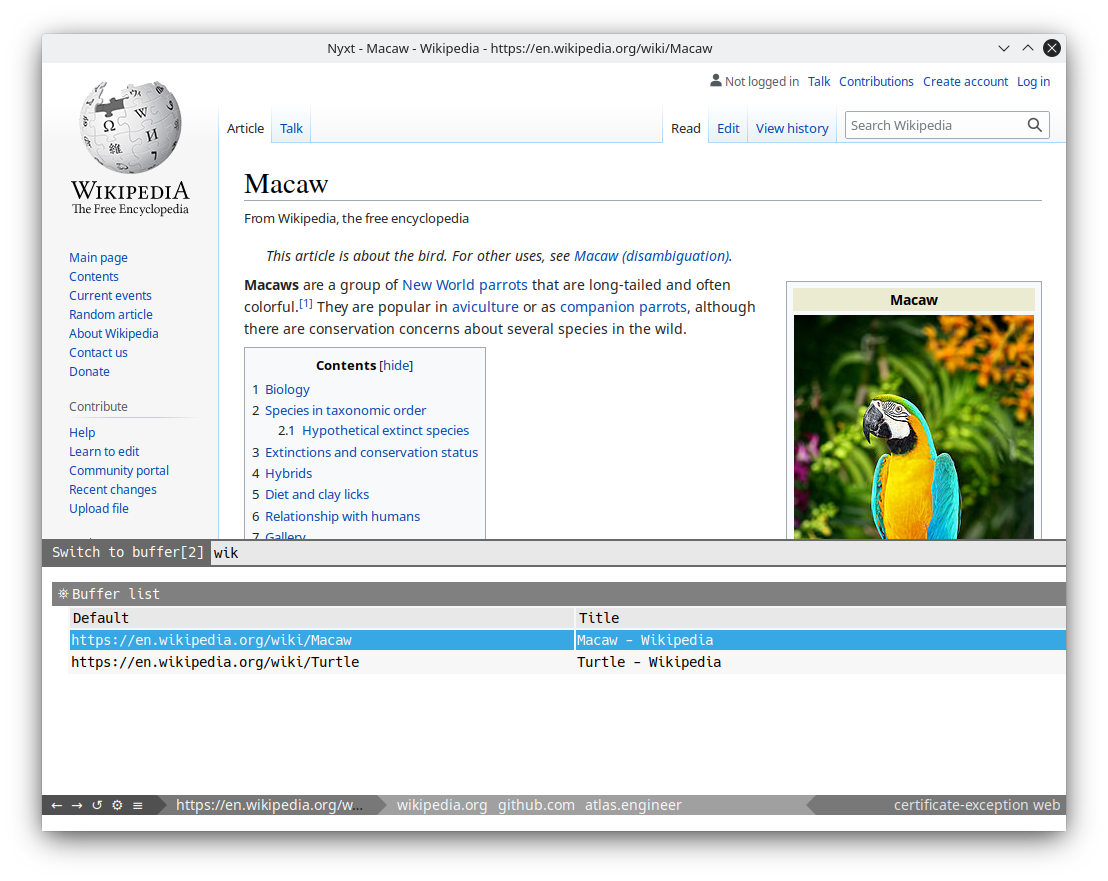 Nyxt - Macaw - Wikipedia - https://en.wikipedia.org/wiki/Macaw
Not logged in Talk Contributions Create account Log in
Article Talk Read Edit View history Search Wikipedia
WIKIPEDIA
The Free Encyclopedia
Main page
Contents
Current events
Random article
About Wikipedia
Contact us
Donate
Contribute
Help
Learn to edit
Community portal
Recent changes
Upload file
Macaw
From Wikipedia, the free encyclopedia
This article is about the bird. For other uses, see Macaw (disambiguation).
Macaws are a group of New World parrots that are long-tailed and often
colorful.[1] They are popular in aviculture or as companion parrots, although
there are conservation concerns about several species in the wild.
Macaw
Contents [hide]
1 Biology
2 Species in taxonomic order
2.1 Hypothetical extinct species
3 Extinctions and conservation status
4 Hybrids
5 Diet and clay licks
6 Relationship with humans
7 Gallery
Switch to buffer[2] wik
Buffer list
Default Title
https://en.wikipedia.org/wiki/Macaw Macaw - Wikipedia
https://en.wikipedia.org/wiki/Turtle Turtle - Wikipedia
https://en.wikipedia.org/w… wikipedia.org github.com atlas.engineer certificate-exception web